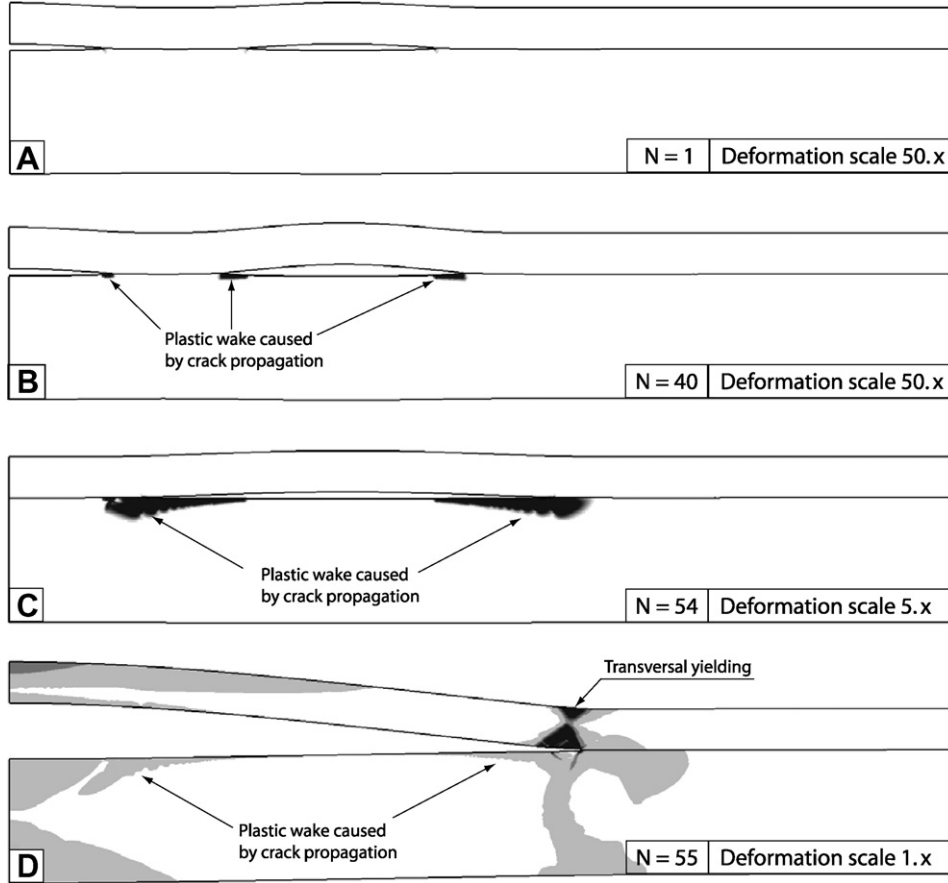 A
N = 1
Deformation scale 50.x
Plastic wake caused
by crack propagation
B
N = 40
Deformation scale 50.x
Plastic wake caused
by crack propagation
C
N = 54
Deformation scale 5.x
Transversal yielding
Plastic wake caused
by crack propagation
D
N = 55
Deformation scale 1.x